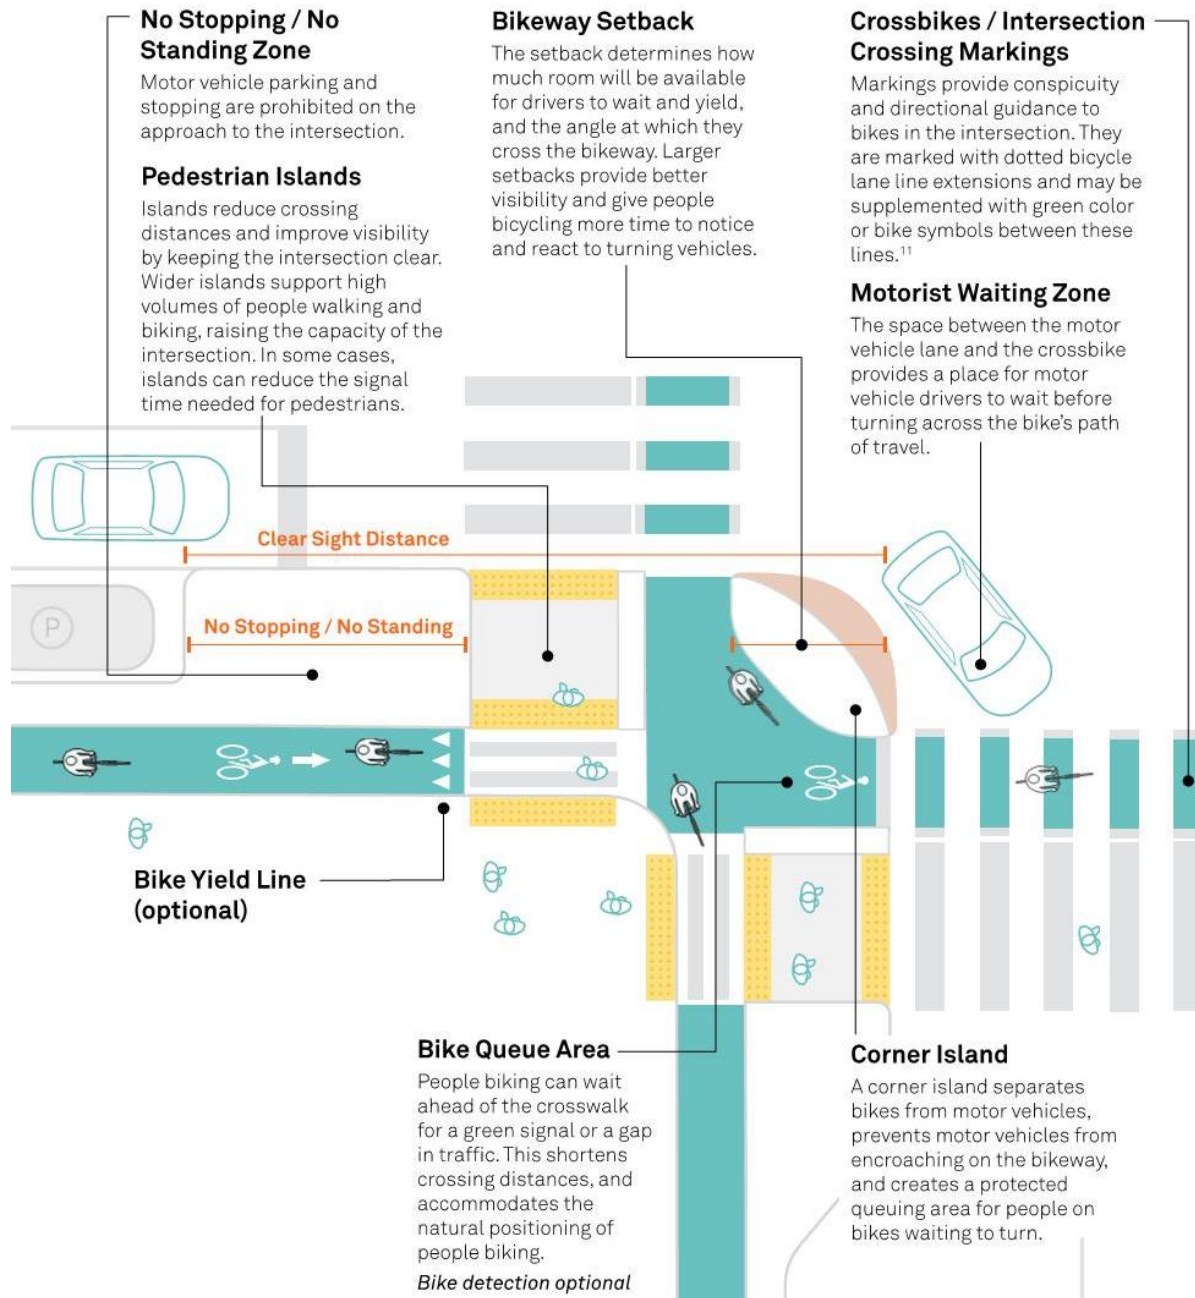 No Stopping / No
Standing Zone
Motor vehicle parking and
stopping are prohibited on the
approach to the intersection.
Pedestrian Islands
Islands reduce crossing
distances and improve visibility
by keeping the intersection clear.
Wider islands support high
volumes of people walking and
biking, raising the capacity of the
intersection. In some cases,
islands can reduce the signal
time needed for pedestrians.
Bikeway Setback
The setback determines how
much room will be available
for drivers to wait and yield,
and the angle at which they
cross the bikeway. Larger
setbacks provide better
visibility and give people
bicycling more time to notice
and react to turning vehicles.
Crossbikes / Intersection
Crossing Markings
Markings provide conspicuity
and directional guidance to
bikes in the intersection. They
are marked with dotted bicycle
lane line extensions and may be
supplemented with green color
or bike symbols between these
lines.¹¹
Motorist Waiting Zone
The space between the motor
vehicle lane and the crossbike
provides a place for motor
vehicle drivers to wait before
turning across the bike's path
of travel.
Clear Sight Distance
P
No Stopping / No Standing
Bike Yield Line
(optional)
Bike Queue Area
People biking can wait
ahead of the crosswalk
for a green signal or a gap
in traffic. This shortens
crossing distances, and
accommodates the
natural positioning of
people biking.
Bike detection optional
Corner Island
A corner island separates
bikes from motor vehicles,
prevents motor vehicles from
encroaching on the bikeway,
and creates a protected
queuing area for people on
bikes waiting to turn.